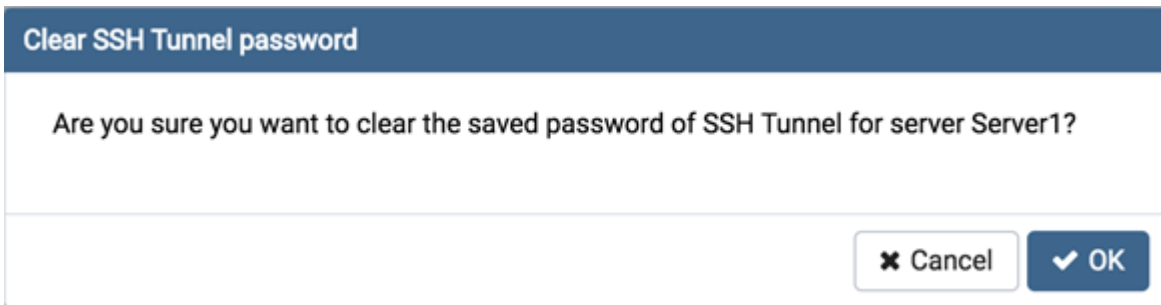 Clear SSH Tunnel password
Are you sure you want to clear the saved password of SSH Tunnel for server Server1?
Cancel
OK